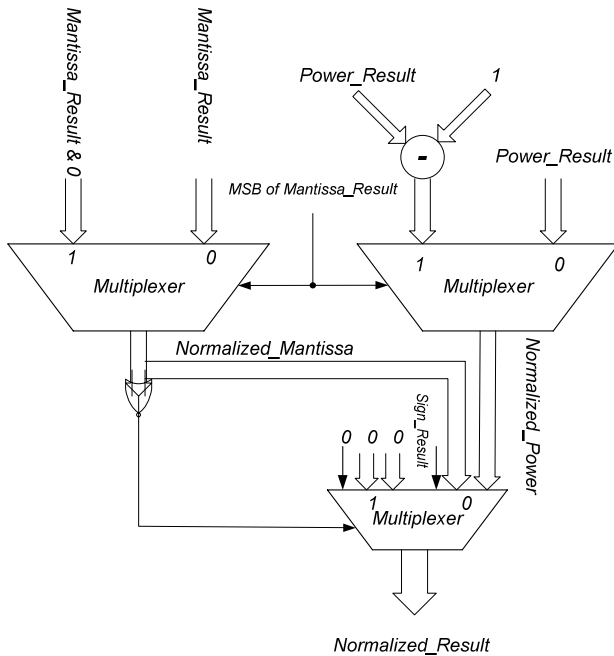 Mantissa_Result & 0
Mantissa_Result
Power_Result
1
-
Power_Result
MSB of Mantissa_Result
1
0
Multiplexer
1
0
Multiplexer
Normalized_Mantissa
Normalized_Power
0 0 0
Sign_Result
1
0
Multiplexer
Normalized_Result